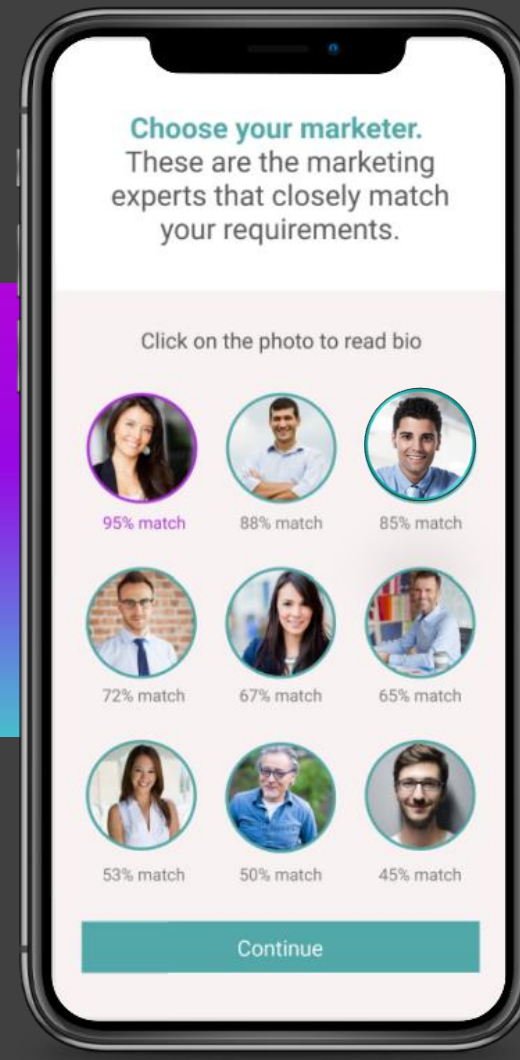 Choose your marketer.
These are the marketing
experts that closely match
your requirements.
Click on the photo to read bio
95% match
88% match
85% match
72% match
67% match
65% match
53% match
50% match
45% match
Continue